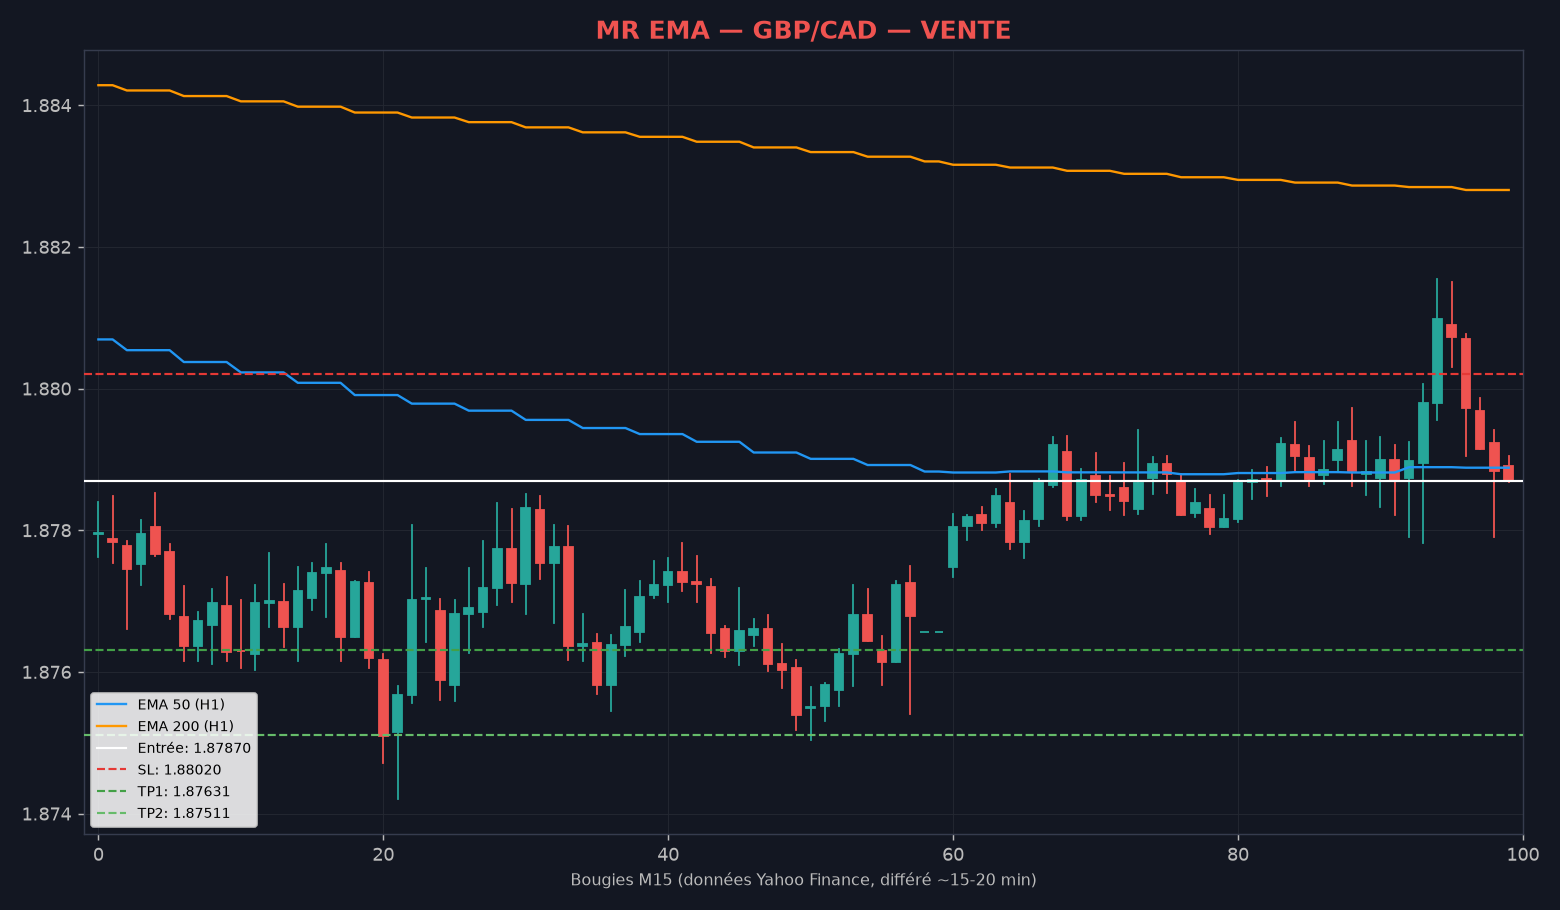 MR EMA — GBP/CAD — VENTE
1.884
1.882
1.880
1.878
1.876
1.874
EMA 50 (H1)
EMA 200 (H1)
Entrée: 1.87870
SL: 1.88020
TP1: 1.87631
TP2: 1.87511
0 20 40 60 80 100
Bougies M15 (données Yahoo Finance, différé ~15-20 min)